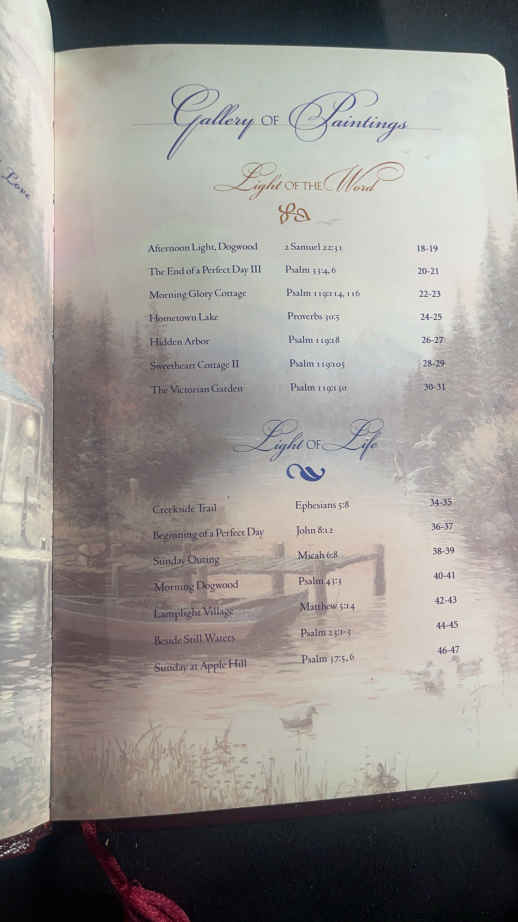 Love
Gallery OF Paintings
Light OF THE Word
Afternoon Light, Dogwood 2 Samuel 22:31 18-19
The End of a Perfect Day III Psalm 33:4, 6 20-21
Morning Glory Cottage Psalm 119:114, 116 22-23
Hometown Lake Proverbs 30:5 24-25
Hidden Arbor Psalm 119:18 26-27
Sweetheart Cottage II Psalm 119:105 28-29
The Victorian Garden Psalm 119:130 30-31
Light OF Life
Creekside Trail Ephesians 5:8 34-35
Beginning of a Perfect Day John 8:12 36-37
Sunday Outing Micah 6:8 38-39
Morning Dogwood Psalm 43:3 40-41
Lamplight Village Matthew 5:14 42-43
Beside Still Waters Psalm 23:1-3 44-45
Sunday at Apple Hill Psalm 37:5, 6 46-47